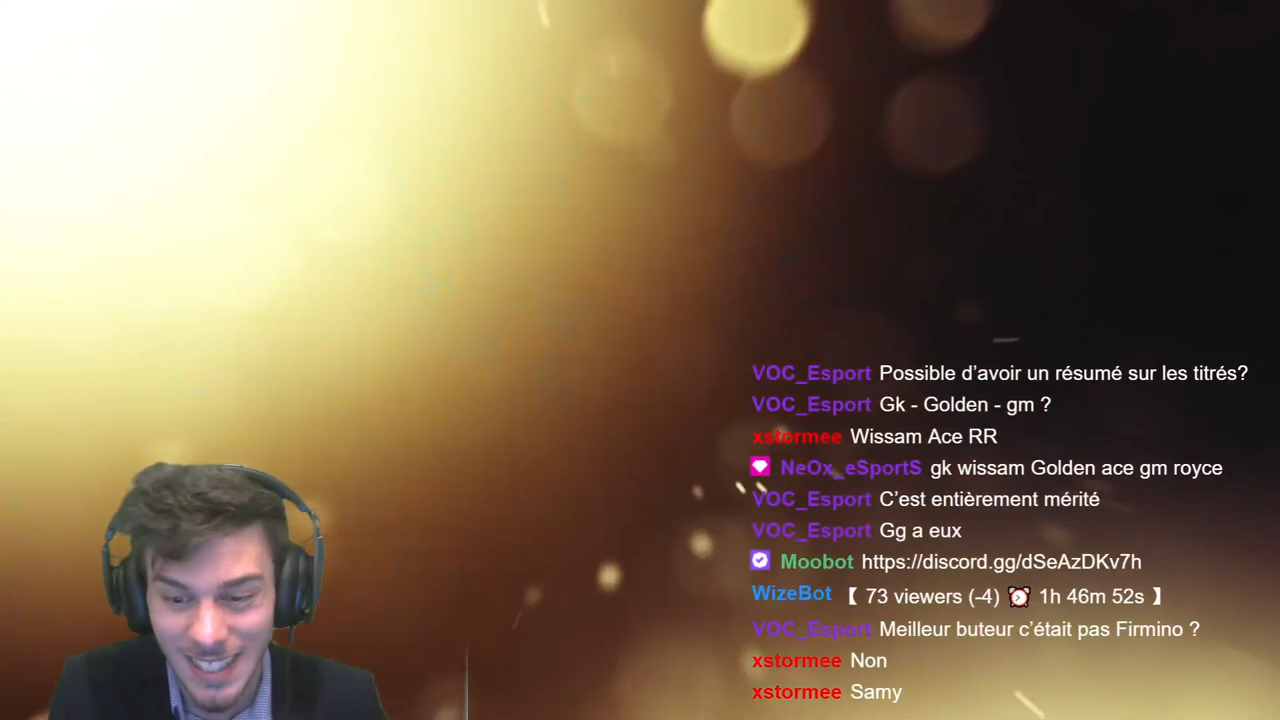 VOC_Esport Possible d’avoir un résumé sur les titrés?
VOC_Esport Gk - Golden - gm ?
xstormee Wissam Ace RR
NeOx_eSportS gk wissam Golden ace gm royce
VOC_Esport C’est entièrement mérité
VOC_Esport Gg a eux
Moobot https://discord.gg/dSeAzDKv7h
WizeBot 【 73 viewers (-4) ⏰ 1h 46m 52s 】
VOC_Esport Meilleur buteur c’était pas Firmino ?
xstormee Non
xstormee Samy